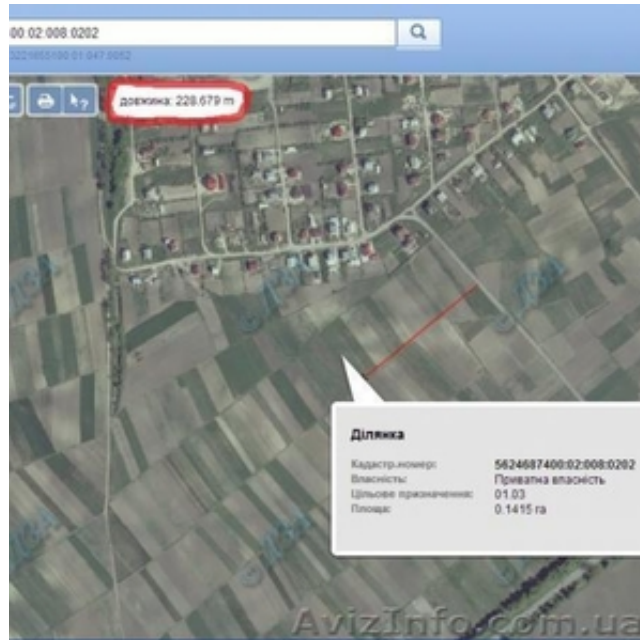 00:02:008:0202
довжина: 228.679 m
Ділянка
Кадастр.номер: 5624687400:02:008:0202
Власність: Приватна власність
Цільове призначення: 01.03
Площа: 0.1415 га
AvizInfo.com.ua